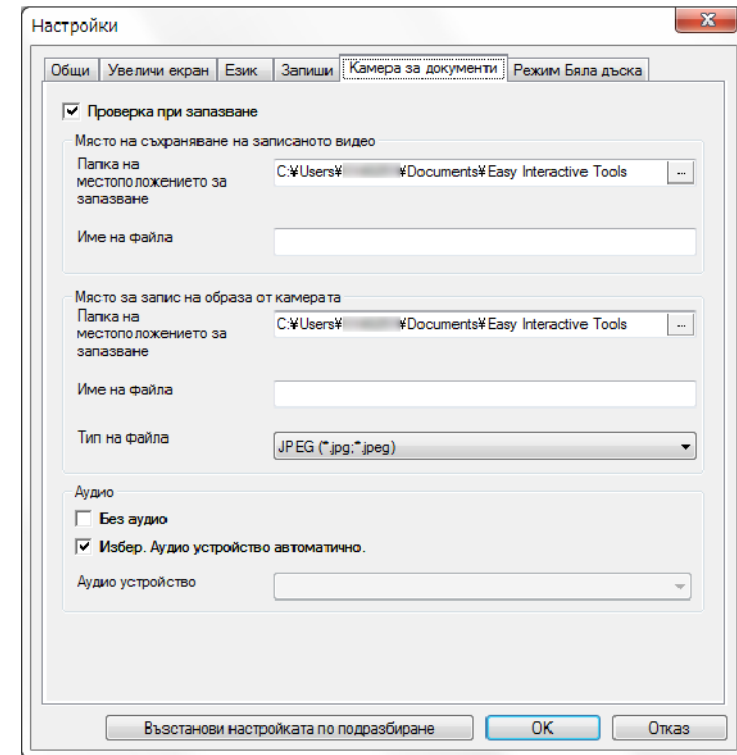 Настройки
Общи Увеличи екран Език Запиши Камера за документи Режим Бяла дъска
Проверка при запазване
Място на съхраняване на записаното видео
Папка на
местоположението за
запазване
C:¥Users¥ ¥Documents¥Easy Interactive Tools
...
Име на файла
Място за запис на образа от камерата
Папка на
местоположението за
запазване
C:¥Users¥ ¥Documents¥Easy Interactive Tools
...
Име на файла
Тип на файла
JPEG (*.jpg;*.jpeg)
Аудио
Без аудио
Избер. Аудио устройство автоматично.
Аудио устройство
Възстанови настройката по подразбиране OK Отказ